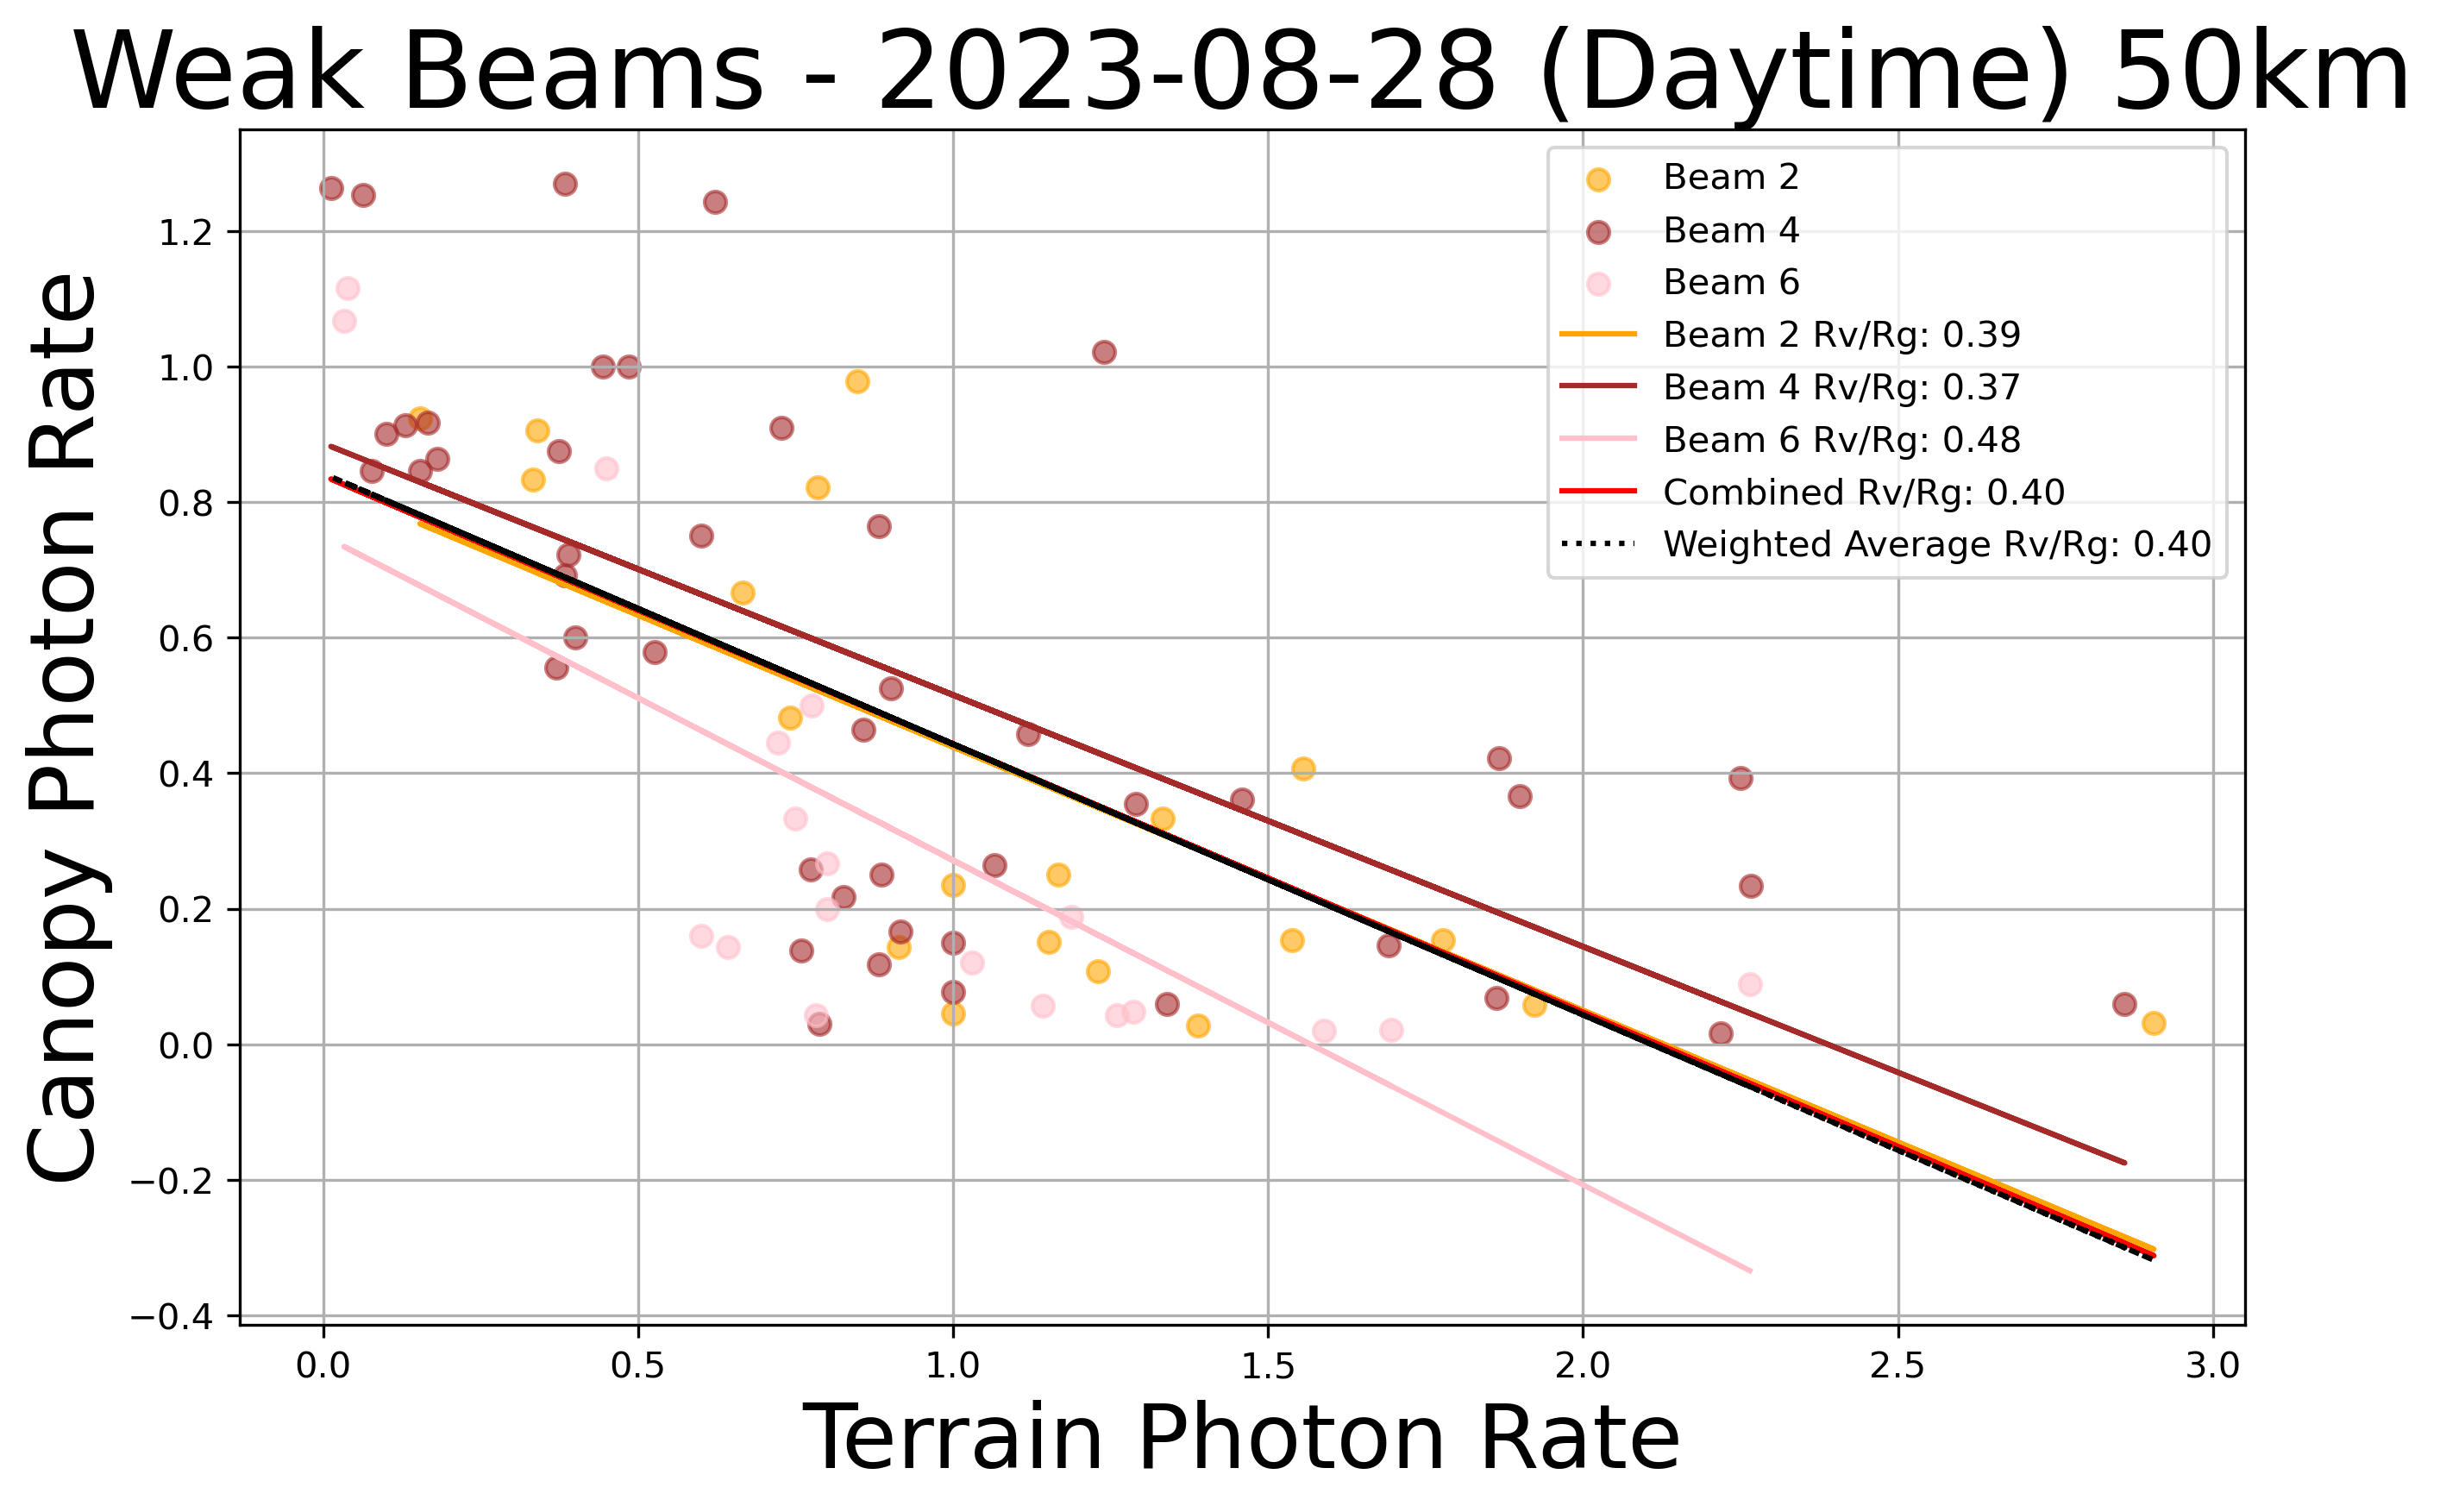 Weak Beams - 2023-08-28 (Daytime) 50km
Canopy Photon Rate
1.2
1.0
0.8
0.6
0.4
0.2
0.0
−0.2
−0.4
Beam 2
Beam 4
Beam 6
Beam 2 Rv/Rg: 0.39
Beam 4 Rv/Rg: 0.37
Beam 6 Rv/Rg: 0.48
Combined Rv/Rg: 0.40
Weighted Average Rv/Rg: 0.40
0.0 0.5 1.0 1.5 2.0 2.5 3.0
Terrain Photon Rate